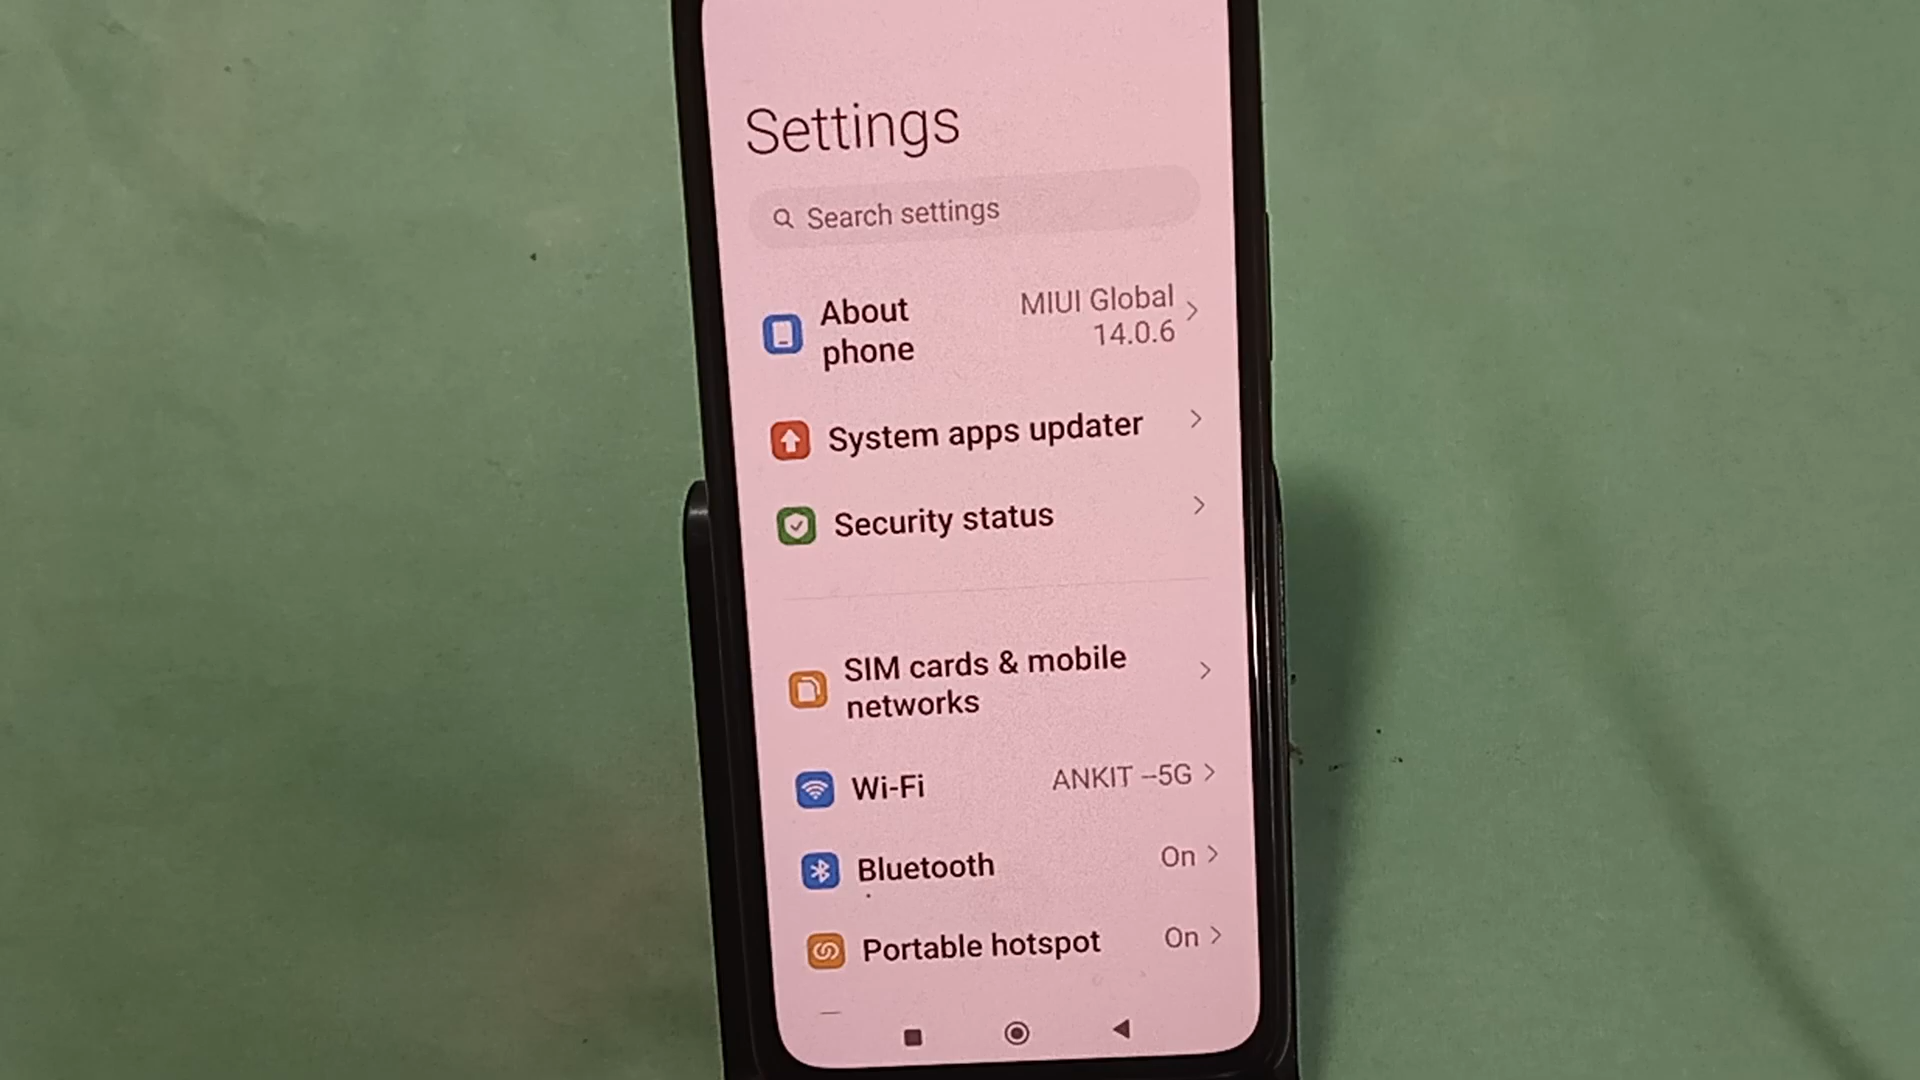 Settings
Search settings
About phone
MIUI Global 14.0.6
System apps updater
Security status
SIM cards & mobile
networks
Wi-Fi ANKIT –5G
Bluetooth On
Portable hotspot On